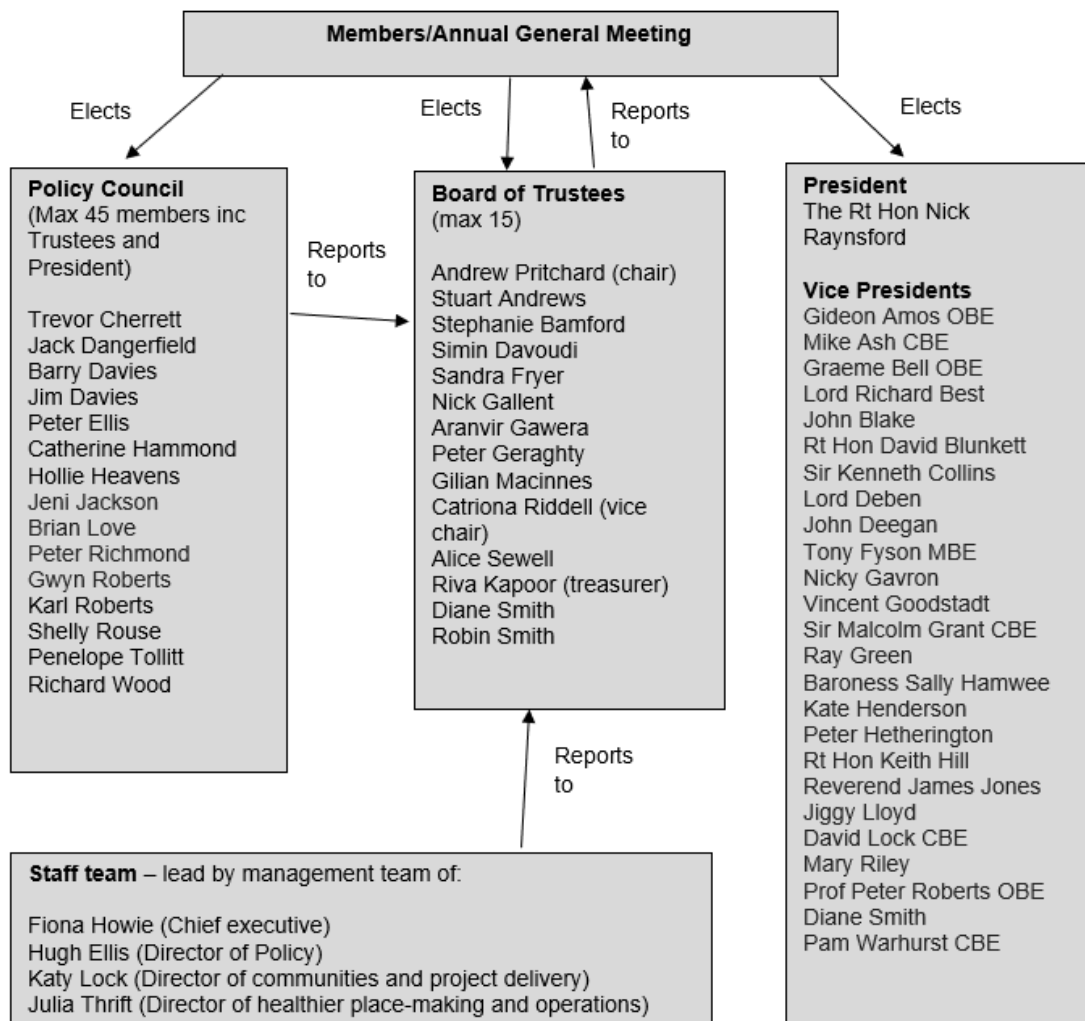 Members/Annual General Meeting
Elects
Elects
Reports
to
Elects
Policy Council
(Max 45 members inc
Trustees and
President)
Trevor Cherrett
Jack Dangerfield
Barry Davies
Jim Davies
Peter Ellis
Catherine Hammond
Hollie Heavens
Jeni Jackson
Brian Love
Peter Richmond
Gwyn Roberts
Karl Roberts
Shelly Rouse
Penelope Tollitt
Richard Wood
Reports
to
Board of Trustees
(max 15)
Andrew Pritchard (chair)
Stuart Andrews
Stephanie Bamford
Simin Davoudi
Sandra Fryer
Nick Gallent
Aranvir Gawera
Peter Geraghty
Gilian Macinnes
Catriona Riddell (vice
chair)
Alice Sewell
Riva Kapoor (treasurer)
Diane Smith
Robin Smith
President
The Rt Hon Nick
Raynsford
Vice Presidents
Gideon Amos OBE
Mike Ash CBE
Graeme Bell OBE
Lord Richard Best
John Blake
Rt Hon David Blunkett
Sir Kenneth Collins
Lord Deben
John Deegan
Tony Fyson MBE
Nicky Gavron
Vincent Goodstadt
Sir Malcolm Grant CBE
Ray Green
Baroness Sally Hamwee
Kate Henderson
Peter Hetherington
Rt Hon Keith Hill
Reverend James Jones
Jiggy Lloyd
David Lock CBE
Mary Riley
Prof Peter Roberts OBE
Diane Smith
Pam Warhurst CBE
Reports
to
Staff team – lead by management team of:
Fiona Howie (Chief executive)
Hugh Ellis (Director of Policy)
Katy Lock (Director of communities and project delivery)
Julia Thrift (Director of healthier place-making and operations)